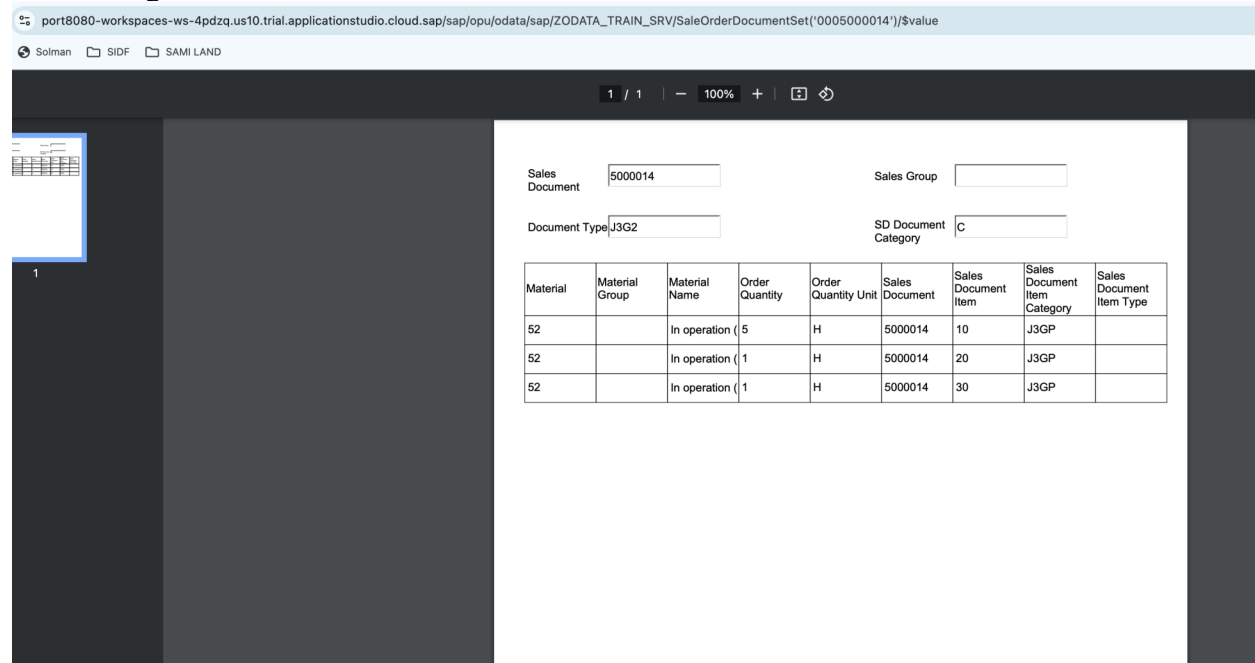 port8080-workspaces-ws-4pdzq.us10.trial.applicationstudio.cloud.sap/sap/opu/odata/sap/ZODATA_TRAIN_SRV/SaleOrderDocumentSet('0005000014')/$value
Solman SIDF SAMI LAND
1 / 1 — 100% +
1
Sales Document 5000014 Sales Group
Document Type J3G2 SD Document Category C
Material Material Group Material Name Order Quantity Order Quantity Unit Sales Document Sales Document Item Sales Document Item Category Sales Document Item Type
52 In operation ( 5 H 5000014 10 J3GP
52 In operation ( 1 H 5000014 20 J3GP
52 In operation ( 1 H 5000014 30 J3GP